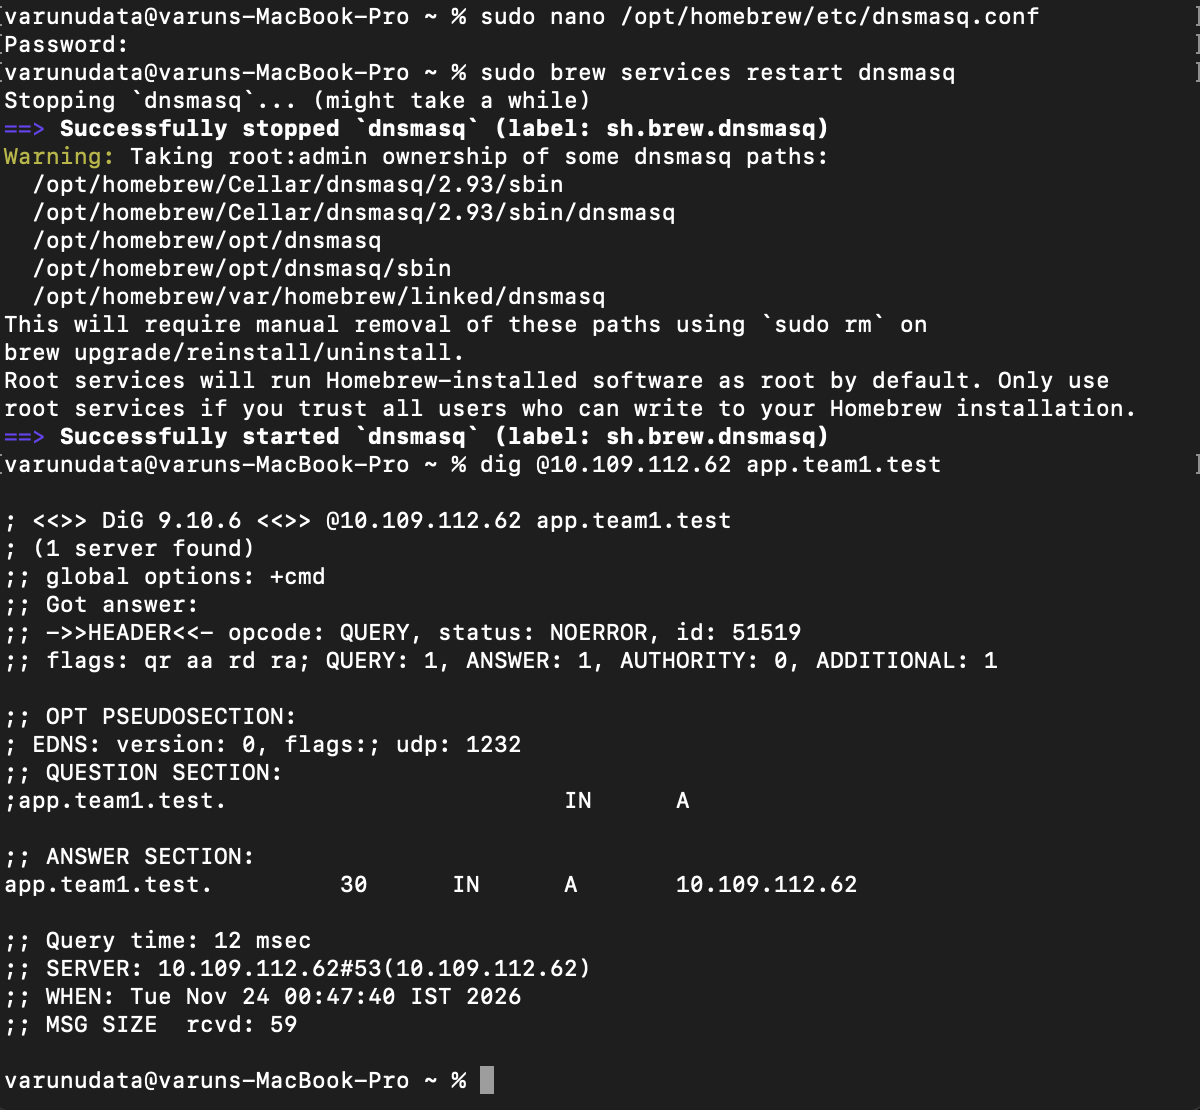 varunudata@varuns-MacBook-Pro ~ % sudo nano /opt/homebrew/etc/dnsmasq.conf
Password:
varunudata@varuns-MacBook-Pro ~ % sudo brew services restart dnsmasq
Stopping `dnsmasq`... (might take a while)
==> Successfully stopped `dnsmasq` (label: sh.brew.dnsmasq)
Warning: Taking root:admin ownership of some dnsmasq paths:
  /opt/homebrew/Cellar/dnsmasq/2.93/sbin
  /opt/homebrew/Cellar/dnsmasq/2.93/sbin/dnsmasq
  /opt/homebrew/opt/dnsmasq
  /opt/homebrew/opt/dnsmasq/sbin
  /opt/homebrew/var/homebrew/linked/dnsmasq
This will require manual removal of these paths using `sudo rm` on
brew upgrade/reinstall/uninstall.
Root services will run Homebrew-installed software as root by default. Only use
root services if you trust all users who can write to your Homebrew installation.
==> Successfully started `dnsmasq` (label: sh.brew.dnsmasq)
varunudata@varuns-MacBook-Pro ~ % dig @10.109.112.62 app.team1.test

; <<>> DiG 9.10.6 <<>> @10.109.112.62 app.team1.test
; (1 server found)
;; global options: +cmd
;; Got answer:
;; ->>HEADER<<- opcode: QUERY, status: NOERROR, id: 51519
;; flags: qr aa rd ra; QUERY: 1, ANSWER: 1, AUTHORITY: 0, ADDITIONAL: 1

;; OPT PSEUDOSECTION:
; EDNS: version: 0, flags:; udp: 1232
;; QUESTION SECTION:
;app.team1.test.			IN	A

;; ANSWER SECTION:
app.team1.test.		30	IN	A	10.109.112.62

;; Query time: 12 msec
;; SERVER: 10.109.112.62#53(10.109.112.62)
;; WHEN: Tue Nov 24 00:47:40 IST 2026
;; MSG SIZE  rcvd: 59

varunudata@varuns-MacBook-Pro ~ %